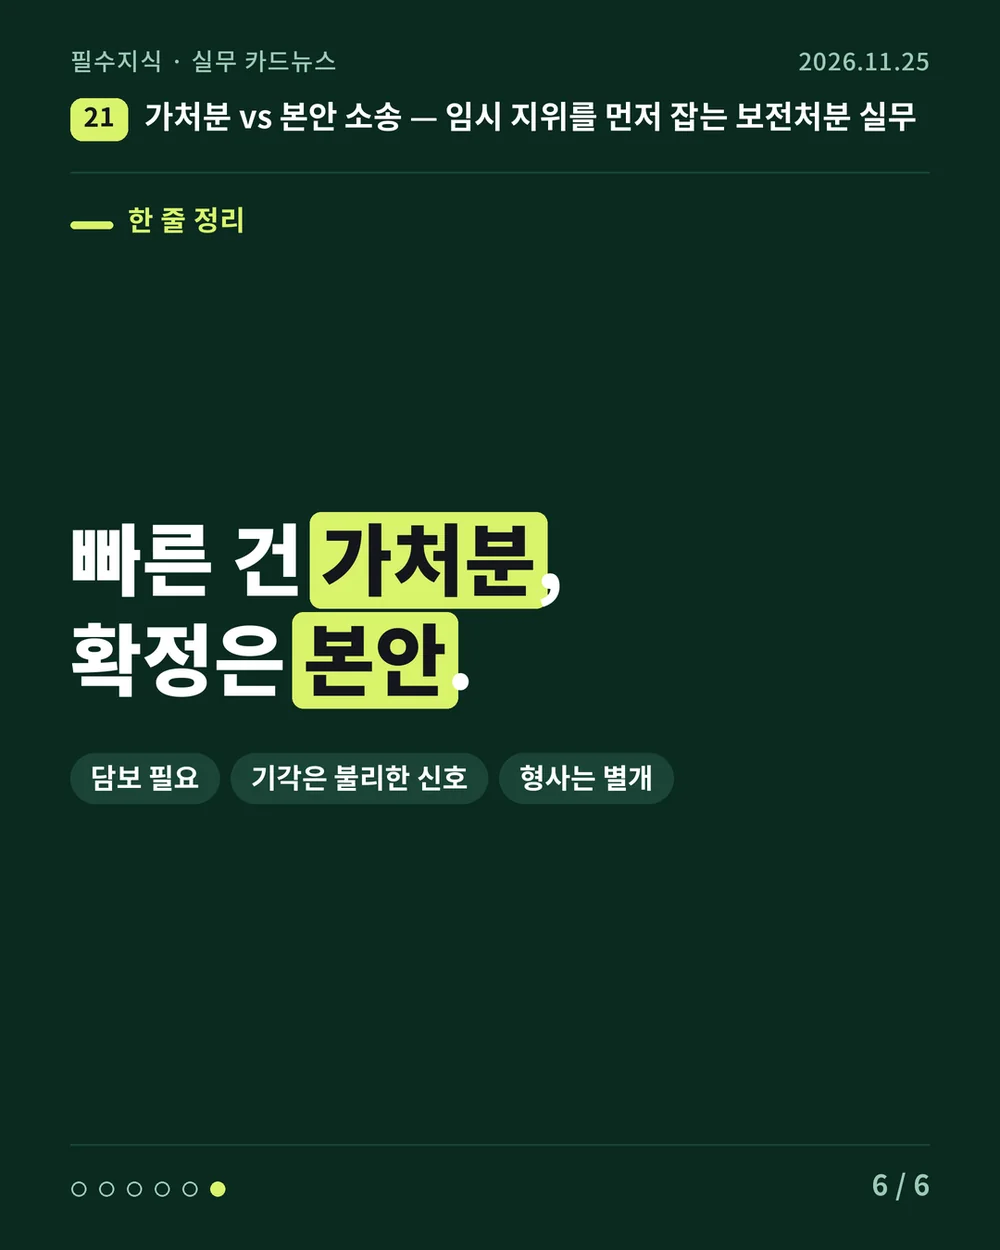 필수지식 · 실무 카드뉴스
2026.11.25
21 가처분 vs 본안 소송 — 임시 지위를 먼저 잡는 보전처분 실무
한 줄 정리
빠른 건 가처분,
확정은 본안.
담보 필요 기각은 불리한 신호 형사는 별개
6 / 6